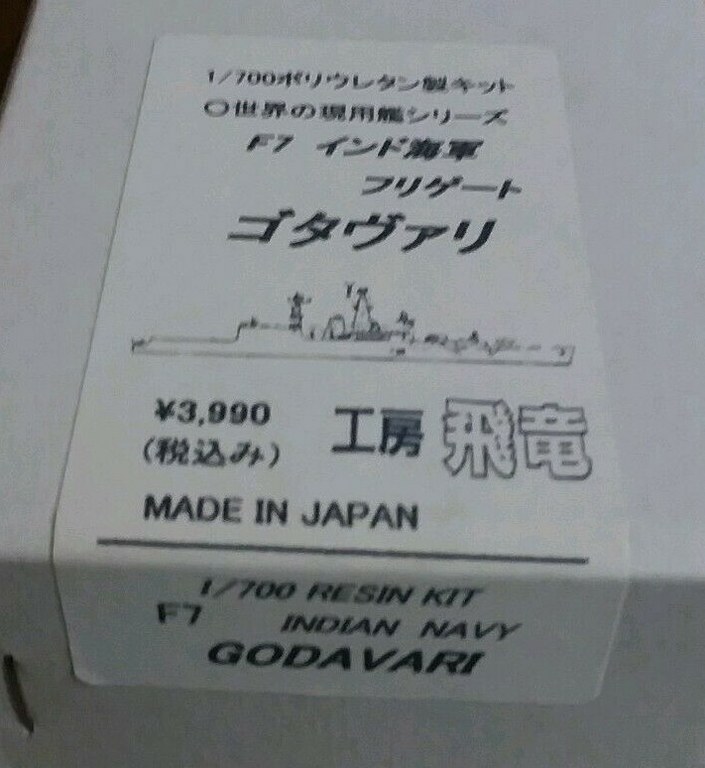 1/700ポリウレタン製キット
○世界の現用艦シリーズ
F7 インド海軍
フリゲート
ゴタヴァリ
¥3,990
(税込み)
工房 飛竜
MADE IN JAPAN
1/700 RESIN KIT
F7 INDIAN NAVY
GODAVARI